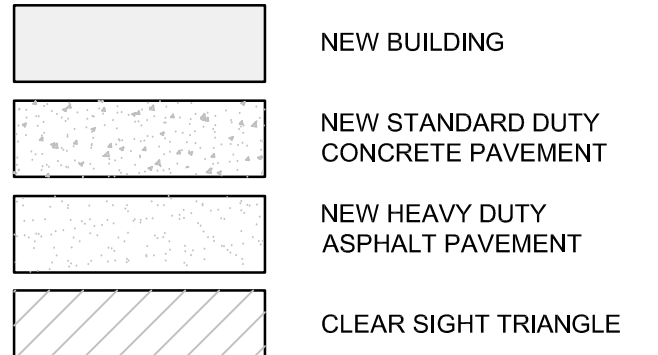 NEW BUILDING
NEW STANDARD DUTY
CONCRETE PAVEMENT
NEW HEAVY DUTY
ASPHALT PAVEMENT
CLEAR SIGHT TRIANGLE